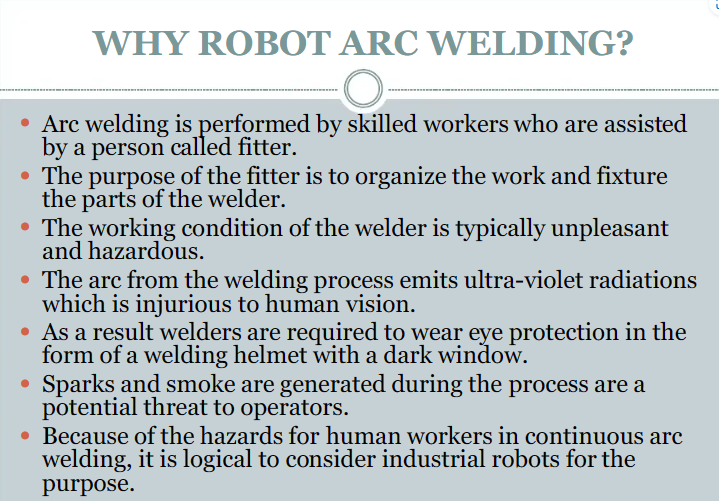 WHY ROBOT ARC WELDING?
• Arc welding is performed by skilled workers who are assisted
by a person called fitter.
• The purpose of the fitter is to organize the work and fixture
the parts of the welder.
• The working condition of the welder is typically unpleasant
and hazardous.
• The arc from the welding process emits ultra-violet radiations
which is injurious to human vision.
• As a result welders are required to wear eye protection in the
form of a welding helmet with a dark window.
• Sparks and smoke are generated during the process are a
potential threat to operators.
• Because of the hazards for human workers in continuous arc
welding, it is logical to consider industrial robots for the
purpose.